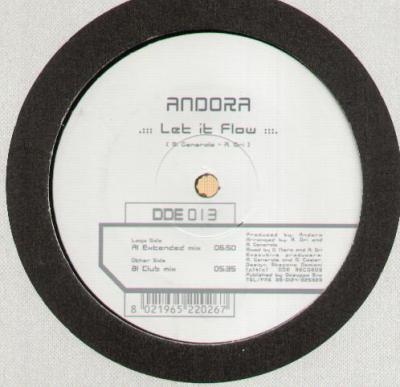 ANDORA
.::: Let it Flow :::.
( G. Generale - A. Ori )
DDE 013
Logo Side
A1 Extended mix 06:50
Other Side
B1 Club mix 05:35
Produced by: Andora
Arranged by A. Ori and
G. Generale
Executive producers:
DDE RECORDS
8 021965 220267